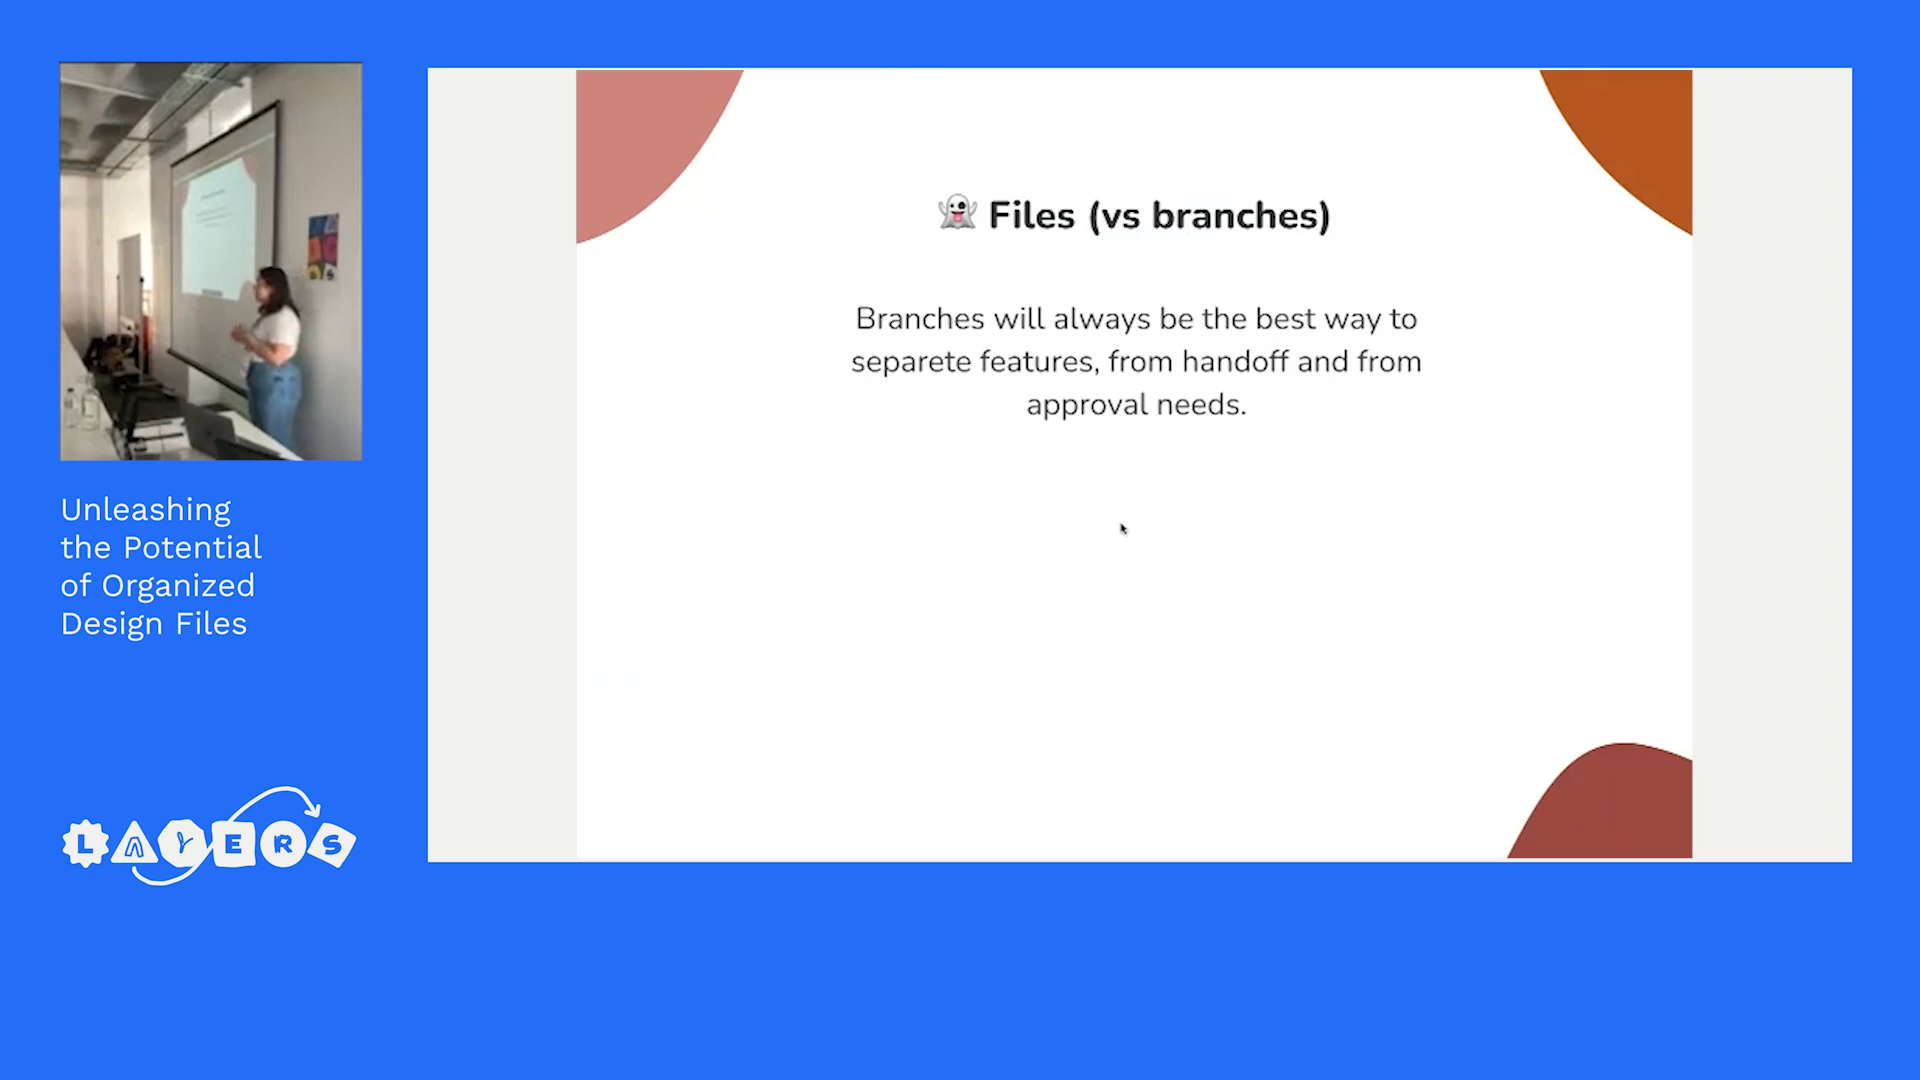 Unleashing
the Potential
of Organized
Design Files
LAYERS
👻 Files (vs branches)
Branches will always be the best way to
separete features, from handoff and from
approval needs.